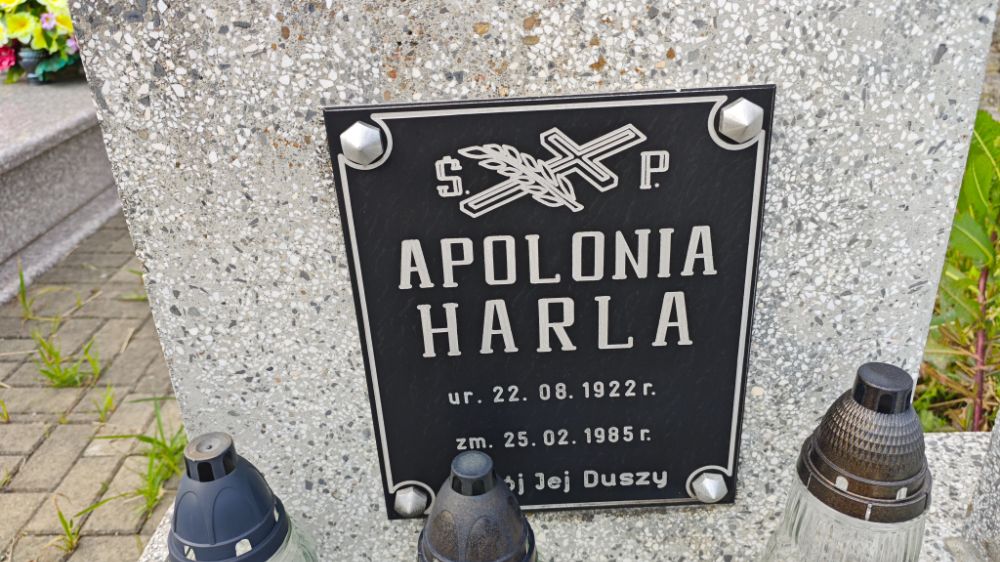 Ś. P.
APOLONIA
HARLA
ur. 22. 08. 1922 r.
zm. 25. 02. 1985 r.
Jej Duszy